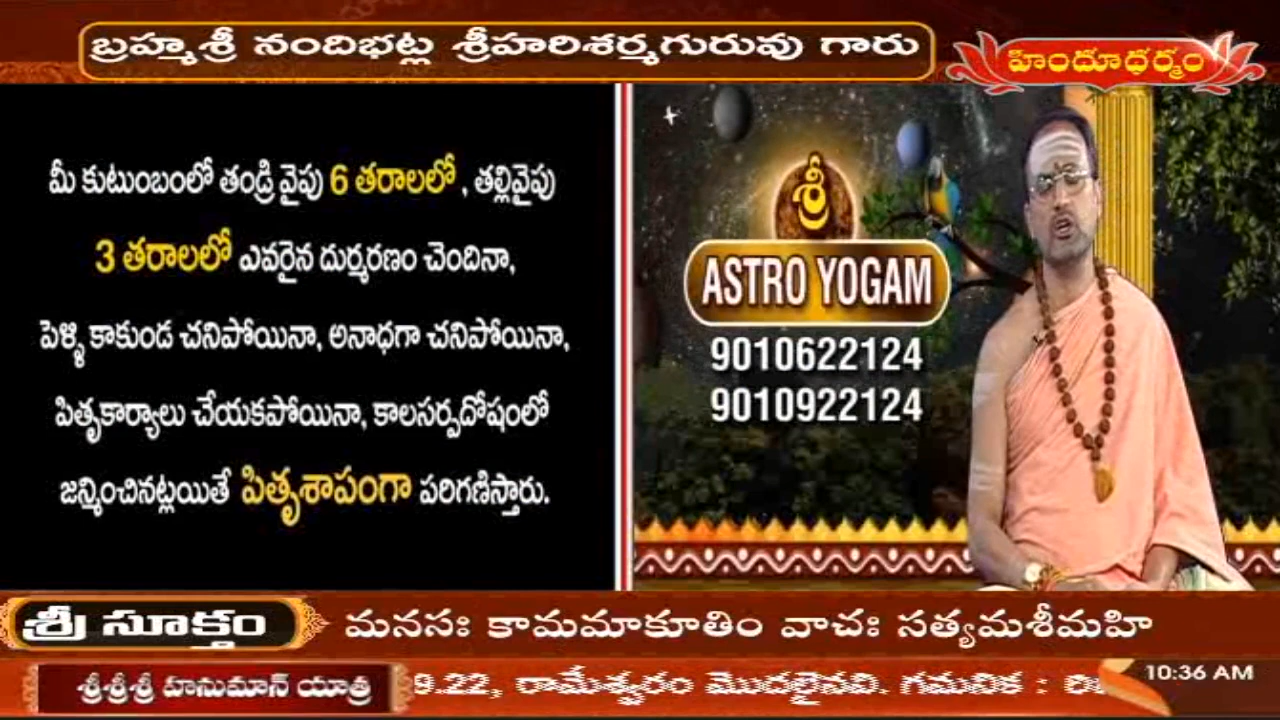 బ్రహ్మశ్రీ నందిభట్ల శ్రీహరిశర్మగురువు గారు
హిందూధర్మం
మీ కుటుంబంలో తండ్రి వైపు 6 తరాలలో , తల్లివైపు
3 తరాలలో ఎవరైన దుర్మరణం చెందినా,
పెళ్ళి కాకుండ చనిపోయినా, అనాధగా చనిపోయినా,
పితృకార్యాలు చేయకపోయినా, కాలసర్పదోషంలో
జన్మించినట్లయితే పితృశాపంగా పరిగణిస్తారు.
శ్రీ
ASTRO YOGAM
9010622124
9010922124
శ్రీ సూక్తం
మనసః కామమాకూతిం వాచః సత్యమశీమహి
శ్రీశ్రీశ్రీ హనుమాన్ యాత్ర
9.22, రామేశ్వరం మొదలైనవి. గమనిక :
10:36 AM